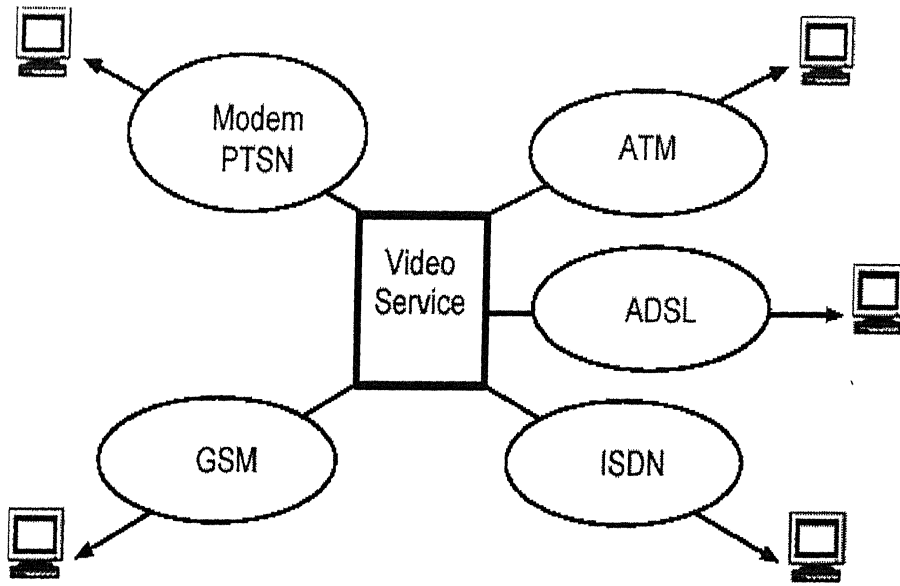 Modem
PTSN
ATM
Video
Service
ADSL
GSM
ISDN